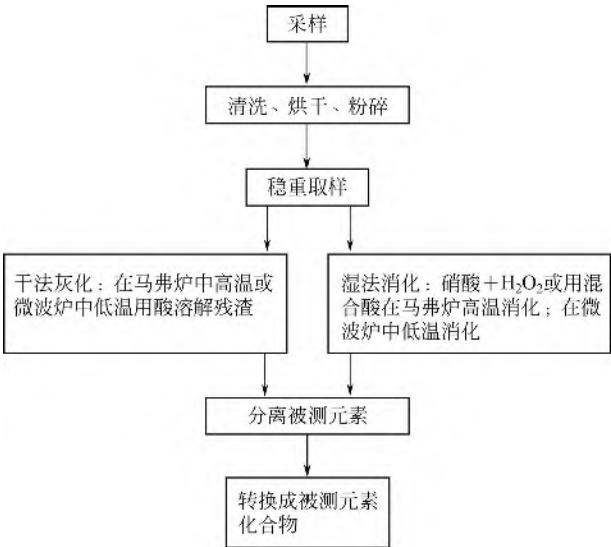 采样
清洗、烘干、粉碎
稳重取样
干法灰化：在马弗炉中高温或
微波炉中低温用酸溶解残渣
湿法消化：硝酸+H₂O₂或用混
合酸在马弗炉高温消化；在微
波炉中低温消化
分离被测元素
转换成被测元素
化合物